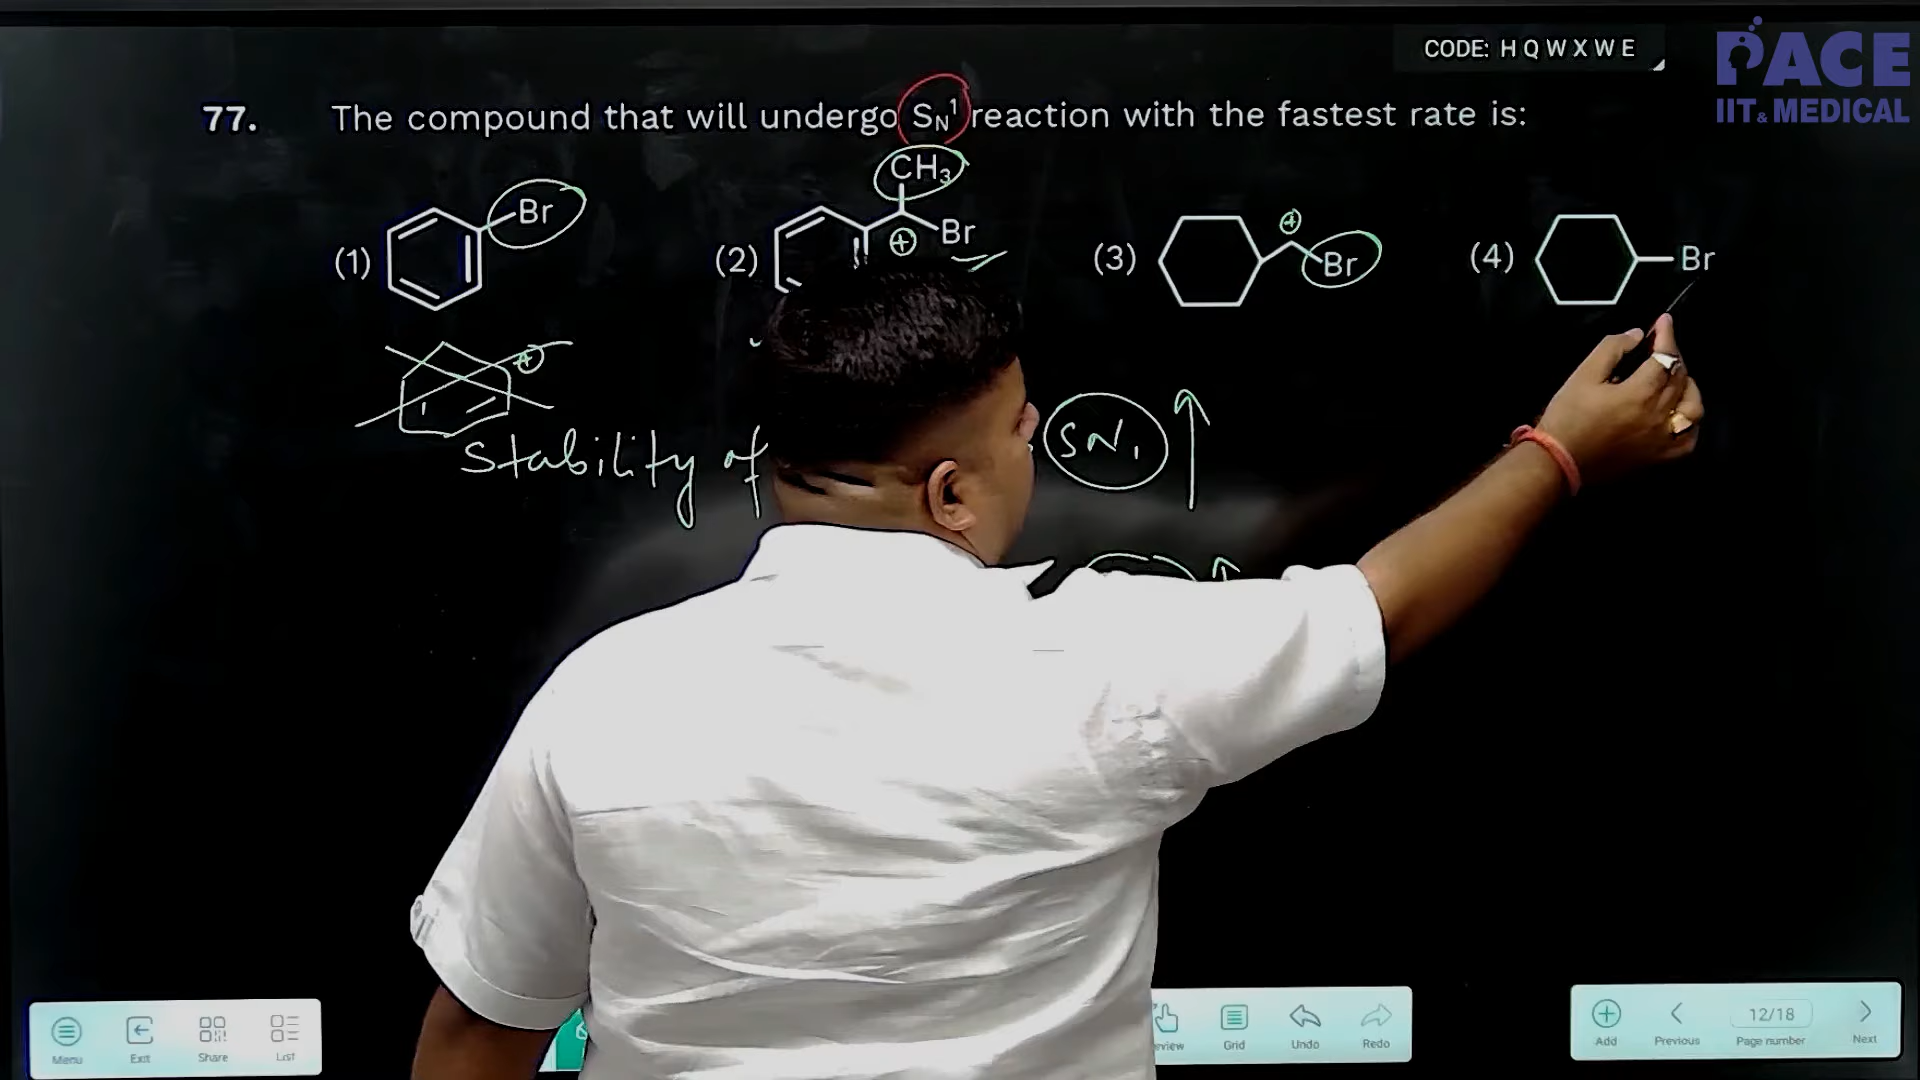 CODE: H Q W X W E
PACE
IIT & MEDICAL
77. The compound that will undergo SN1 reaction with the fastest rate is:
(1) Br
(2) CH3 ⊕ Br
(3) ⊕ Br
(4) Br
⊕
Stability of SN1 ↑
↑
Menu Exit Share List
Grid Undo Redo
Add Previous 12/18 Page number Next